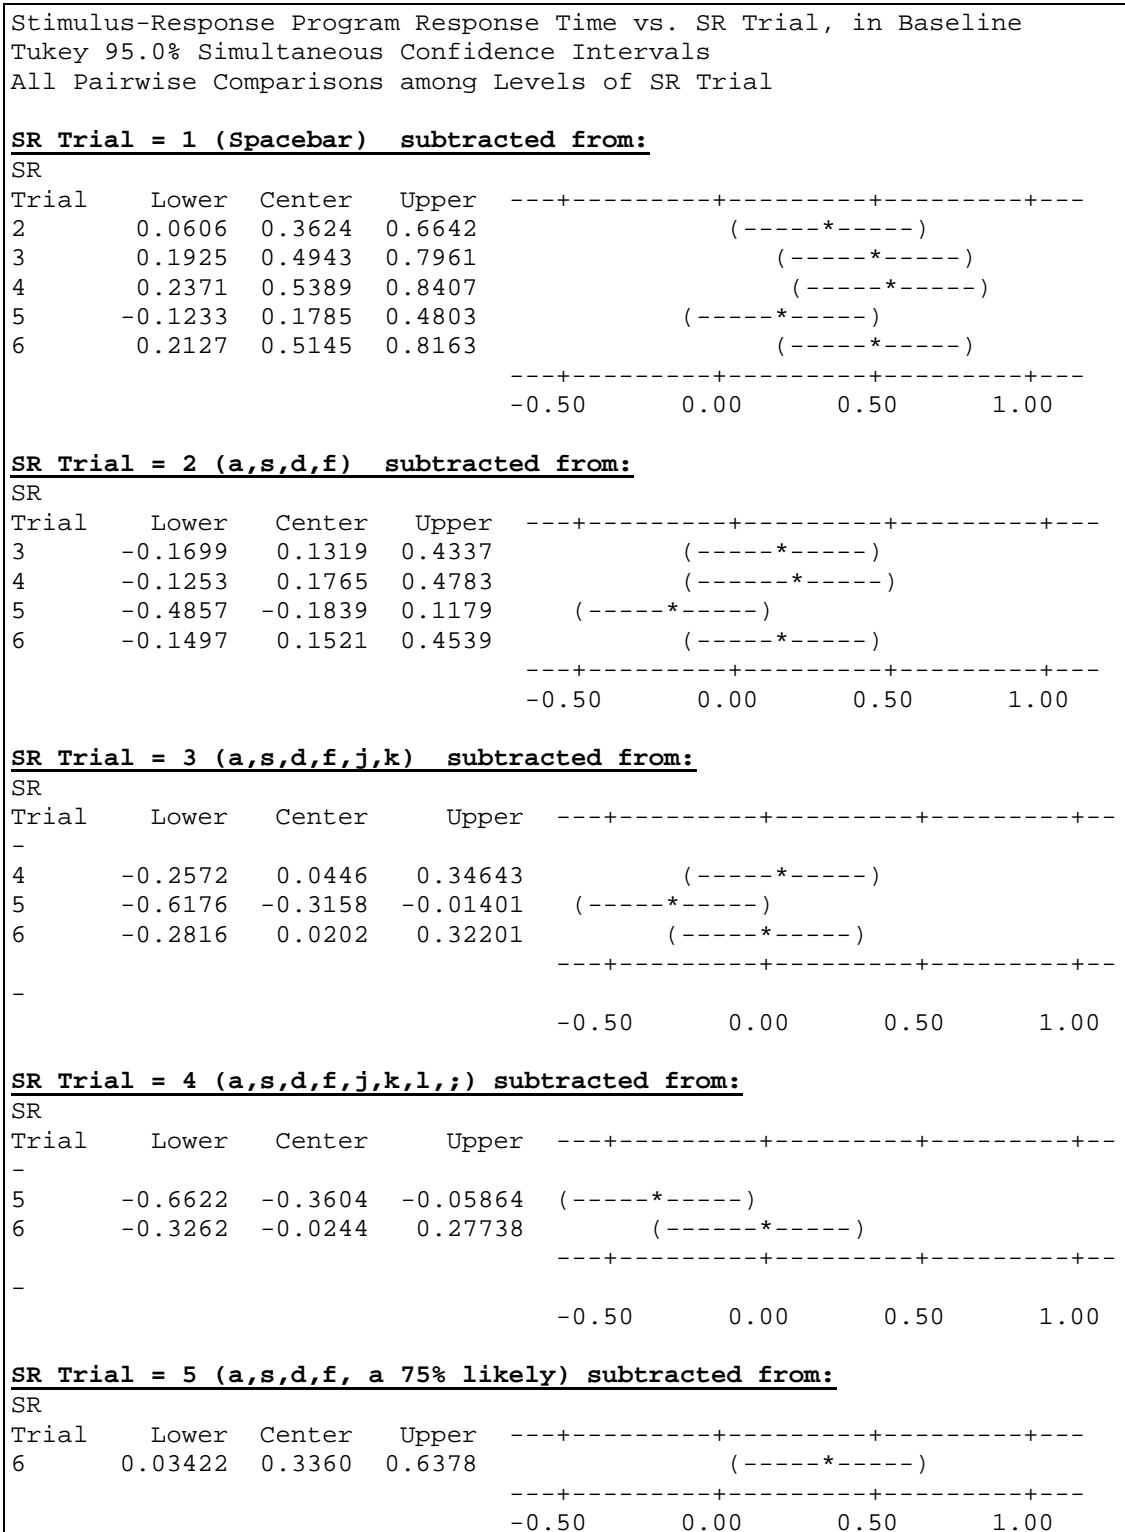 Stimulus-Response Program Response Time vs. SR Trial, in Baseline
Tukey 95.0% Simultaneous Confidence Intervals
All Pairwise Comparisons among Levels of SR Trial
SR Trial = 1 (Spacebar)  subtracted from:
SR
Trial    Lower  Center   Upper  ---+---------+---------+---------+---
2       0.0606  0.3624  0.6642                (-----*-----)
3       0.1925  0.4943  0.7961                   (-----*-----)
4       0.2371  0.5389  0.8407                    (-----*-----)
5      -0.1233  0.1785  0.4803             (-----*-----)
6       0.2127  0.5145  0.8163                   (-----*-----)
---+---------+---------+---------+---
-0.50      0.00      0.50      1.00
SR Trial = 2 (a,s,d,f)  subtracted from:
SR
Trial    Lower   Center   Upper  ---+---------+---------+---------+---
3      -0.1699   0.1319  0.4337            (-----*-----)
4      -0.1253   0.1765  0.4783            (------*-----)
5      -0.4857  -0.1839  0.1179     (-----*-----)
6      -0.1497   0.1521  0.4539            (-----*-----)
---+---------+---------+---------+---
-0.50      0.00      0.50      1.00
SR Trial = 3 (a,s,d,f,j,k)  subtracted from:
SR
Trial    Lower   Center     Upper  ---+---------+---------+---------+--
-
4      -0.2572   0.0446   0.34643          (-----*-----)
5      -0.6176  -0.3158  -0.01401   (-----*-----)
6      -0.2816   0.0202   0.32201         (-----*-----)
---+---------+---------+---------+--
-
-0.50      0.00      0.50      1.00
SR Trial = 4 (a,s,d,f,j,k,l,;) subtracted from:
SR
Trial    Lower   Center     Upper  ---+---------+---------+---------+--
-
5      -0.6622  -0.3604  -0.05864  (-----*-----)
6      -0.3262  -0.0244   0.27738        (------*-----)
---+---------+---------+---------+--
-
-0.50      0.00      0.50      1.00
SR Trial = 5 (a,s,d,f, a 75% likely) subtracted from:
SR
Trial    Lower  Center   Upper  ---+---------+---------+---------+---
6      0.03422  0.3360  0.6378                (-----*-----)
---+---------+---------+---------+---
-0.50      0.00      0.50      1.00